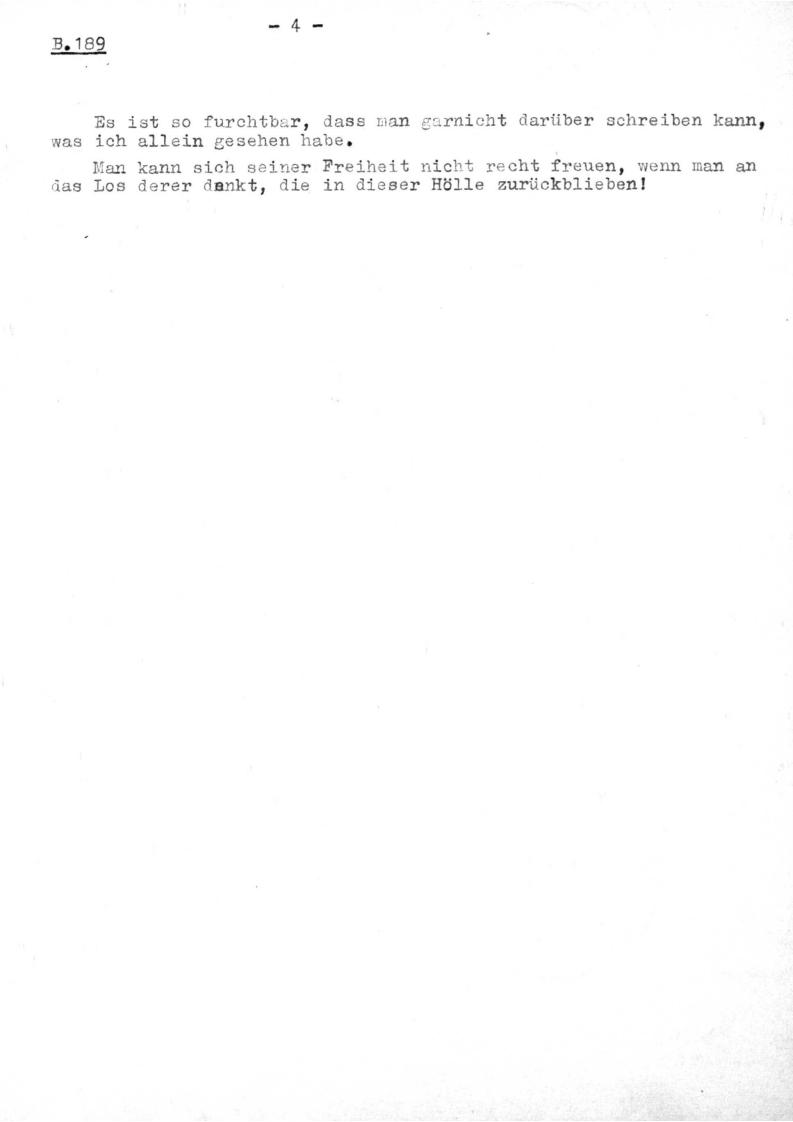 - 4 -
B.189
Es ist so furchtbar, dass man garnicht darüber schreiben kann,
was ich allein gesehen habe.
Man kann sich seiner Freiheit nicht recht freuen, wenn man an
das Los derer denkt, die in dieser Hölle zurückblieben!